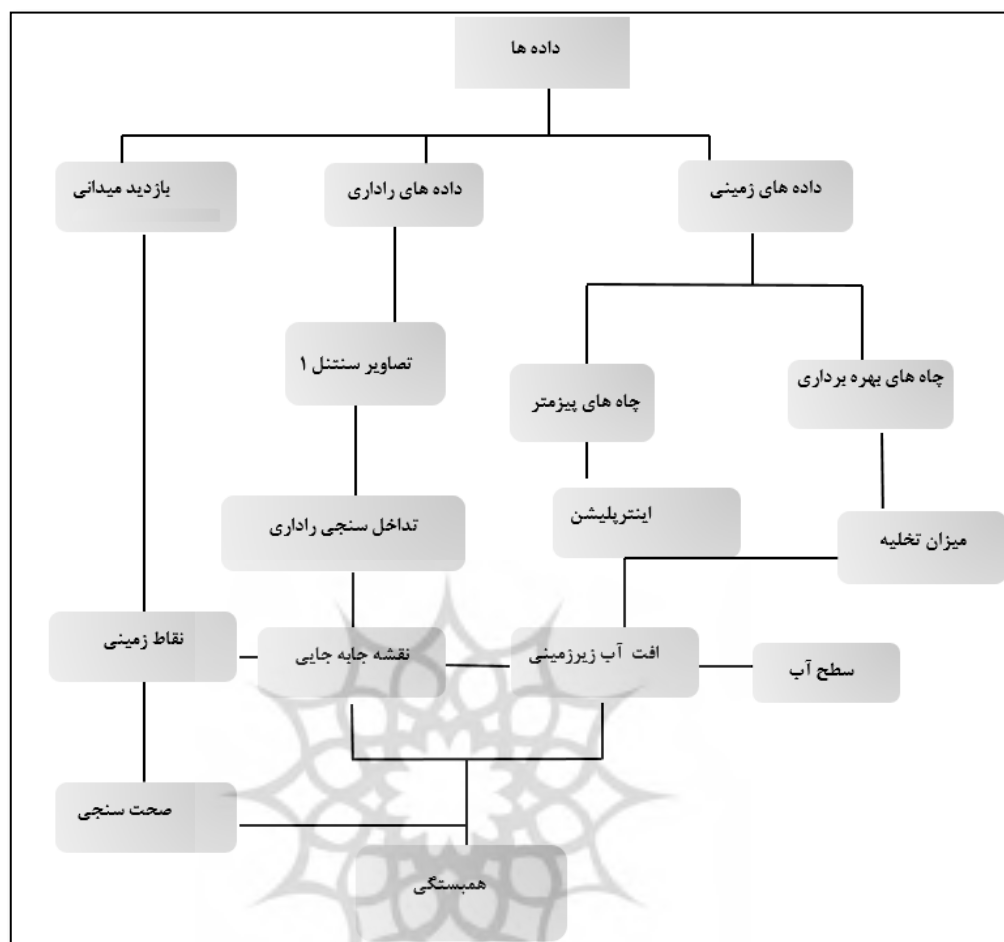 داده ها
داده های زمینی
داده های راداری
بازدید میدانی
تصاویر سنتنل ۱
چاه های بهره برداری
چاه های پیزمتر
اینترپلیشن
تداخل سنجی راداری
میزان تخلیه
نقاط زمینی
نقشه جابه جایی
افت آب زیرزمینی
سطح آب
صحت سنجی
همبستگی